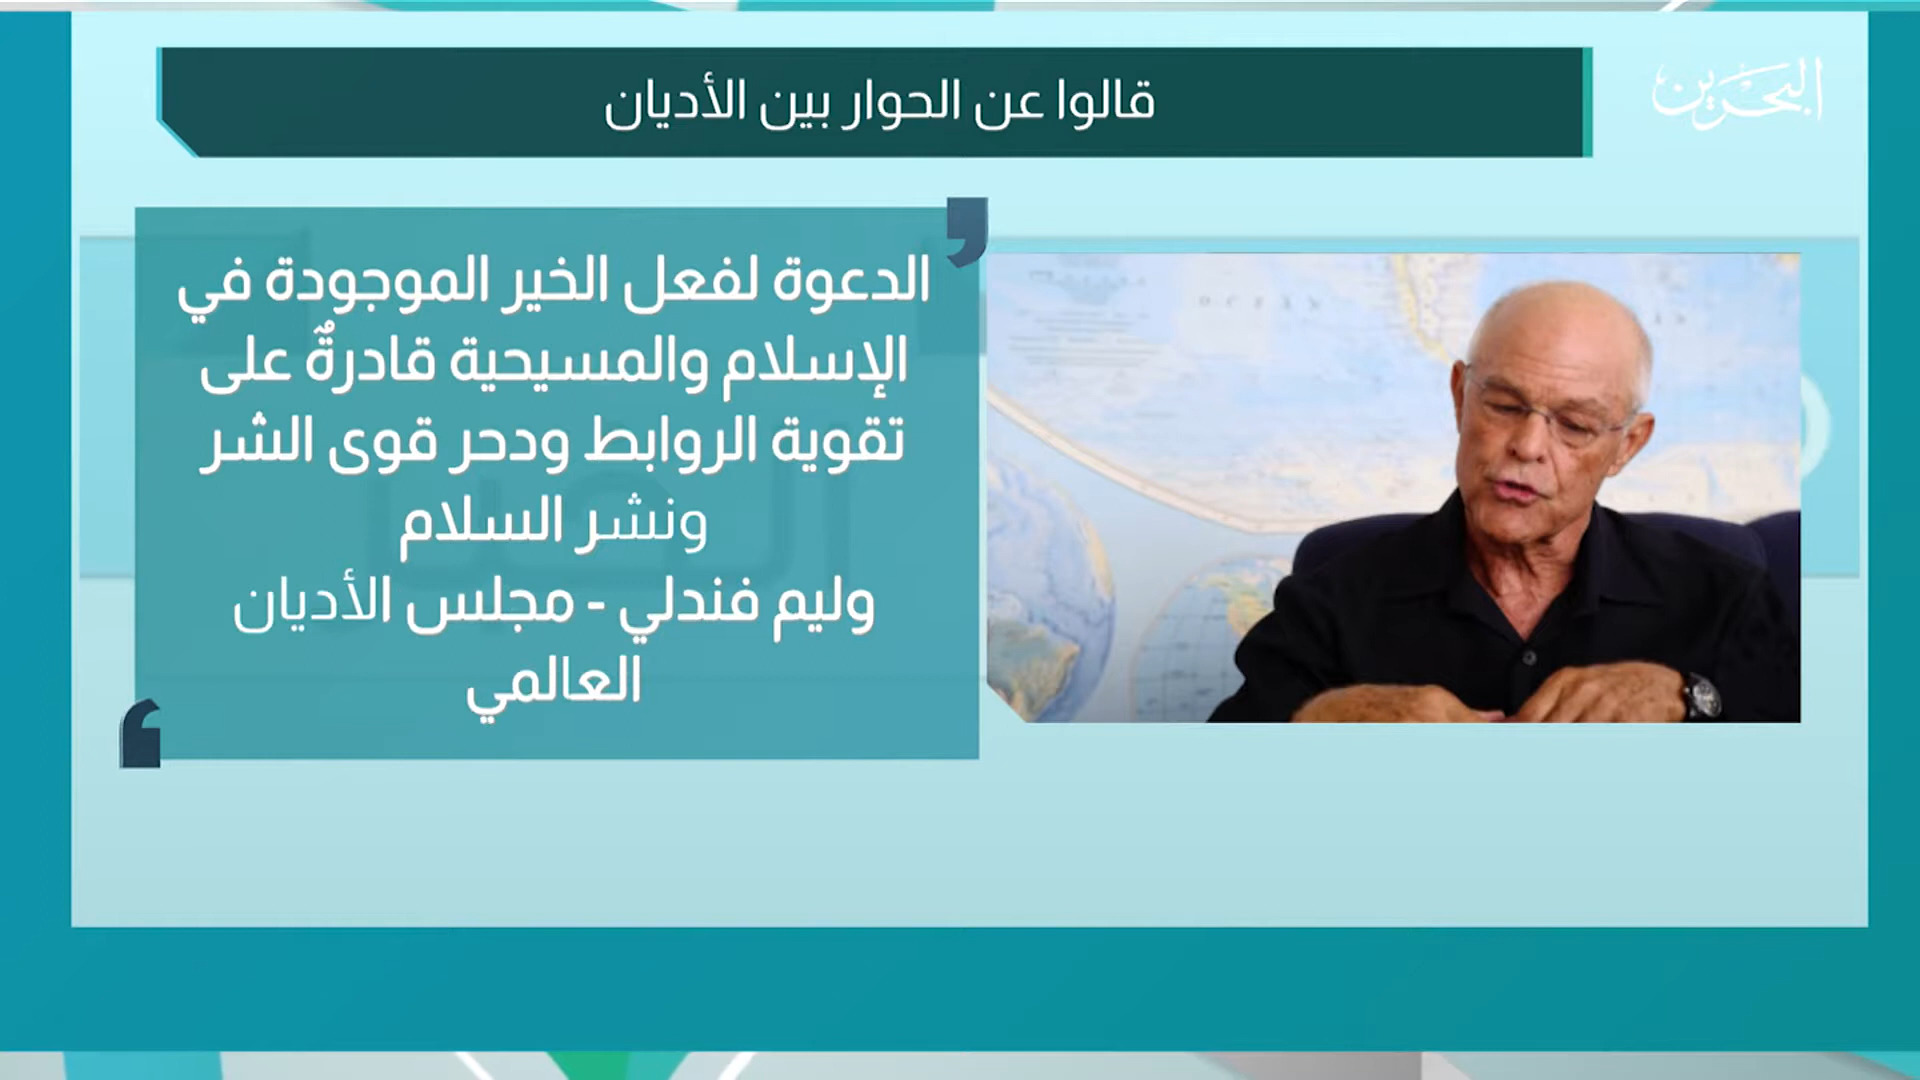 قالوا عن الحوار بين الأديان
البحرين
الدعوة لفعل الخير الموجودة في
الإسلام والمسيحية قادرةٌ على
تقوية الروابط ودحر قوى الشر
ونشر السلام
وليم فندلي - مجلس الأديان
العالمي
OCEAN